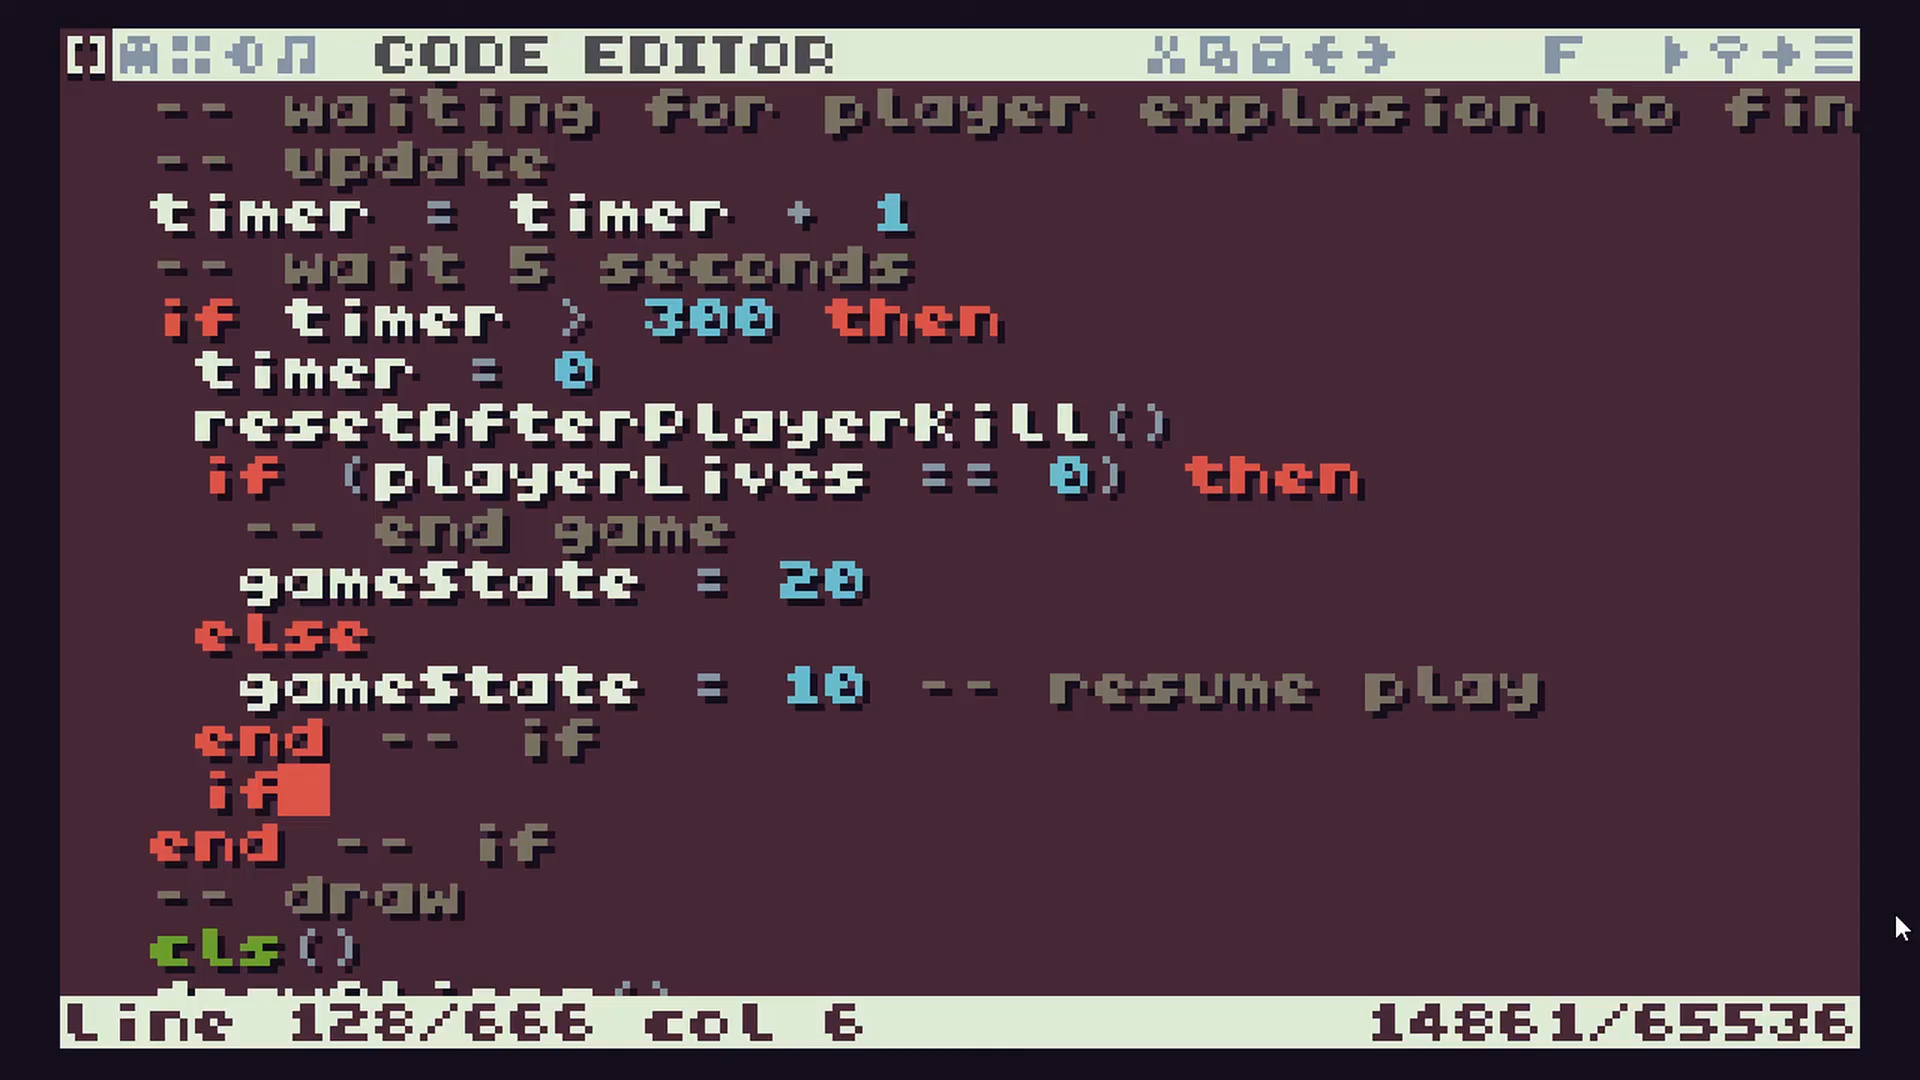 CODE EDITOR F
-- waiting for player explosion to fin
-- update
timer = timer + 1
-- wait 5 seconds
if timer > 300 then
timer = 0
resetAfterPlayerKill()
if (playerLives == 0) then
-- end game
gameState = 20
else
gameState = 10 -- resume play
end -- if
if
end -- if
-- draw
cls()
line 128/666 col 6
14861/65536